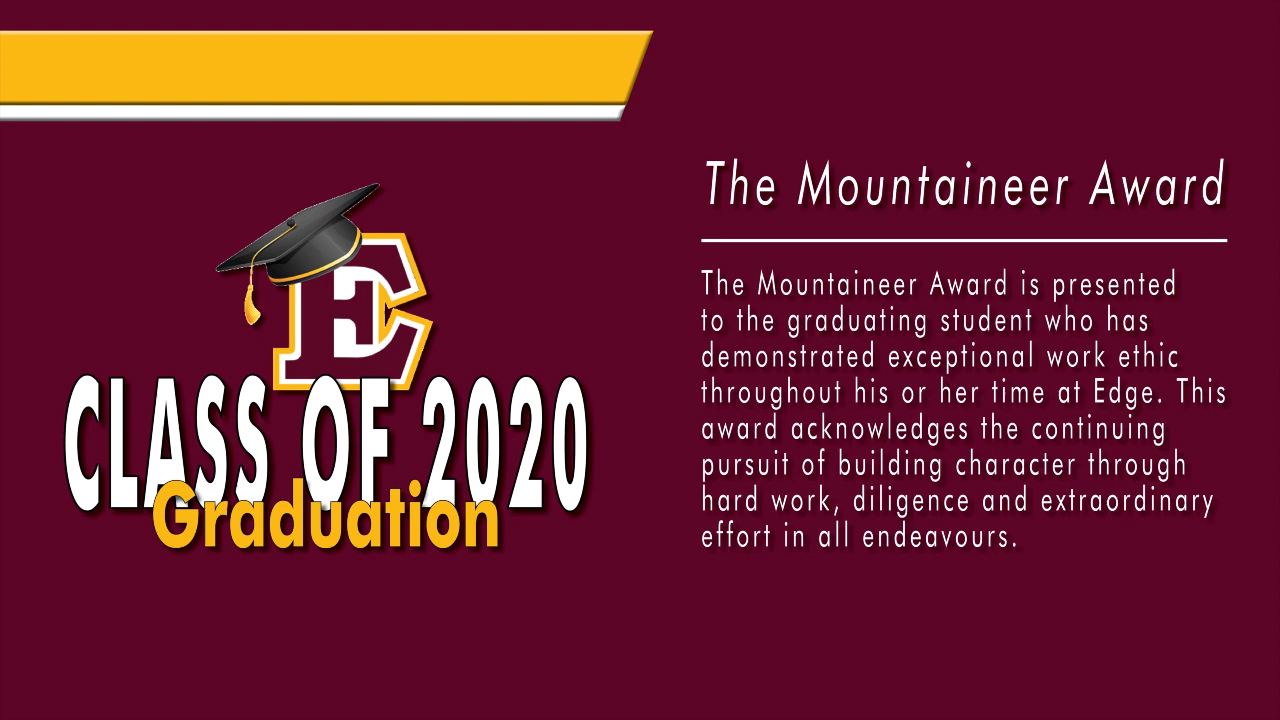 E
CLASS OF 2020
Graduation
The Mountaineer Award
The Mountaineer Award is presented
to the graduating student who has
demonstrated exceptional work ethic
throughout his or her time at Edge. This
award acknowledges the continuing
pursuit of building character through
hard work, diligence and extraordinary
effort in all endeavours.